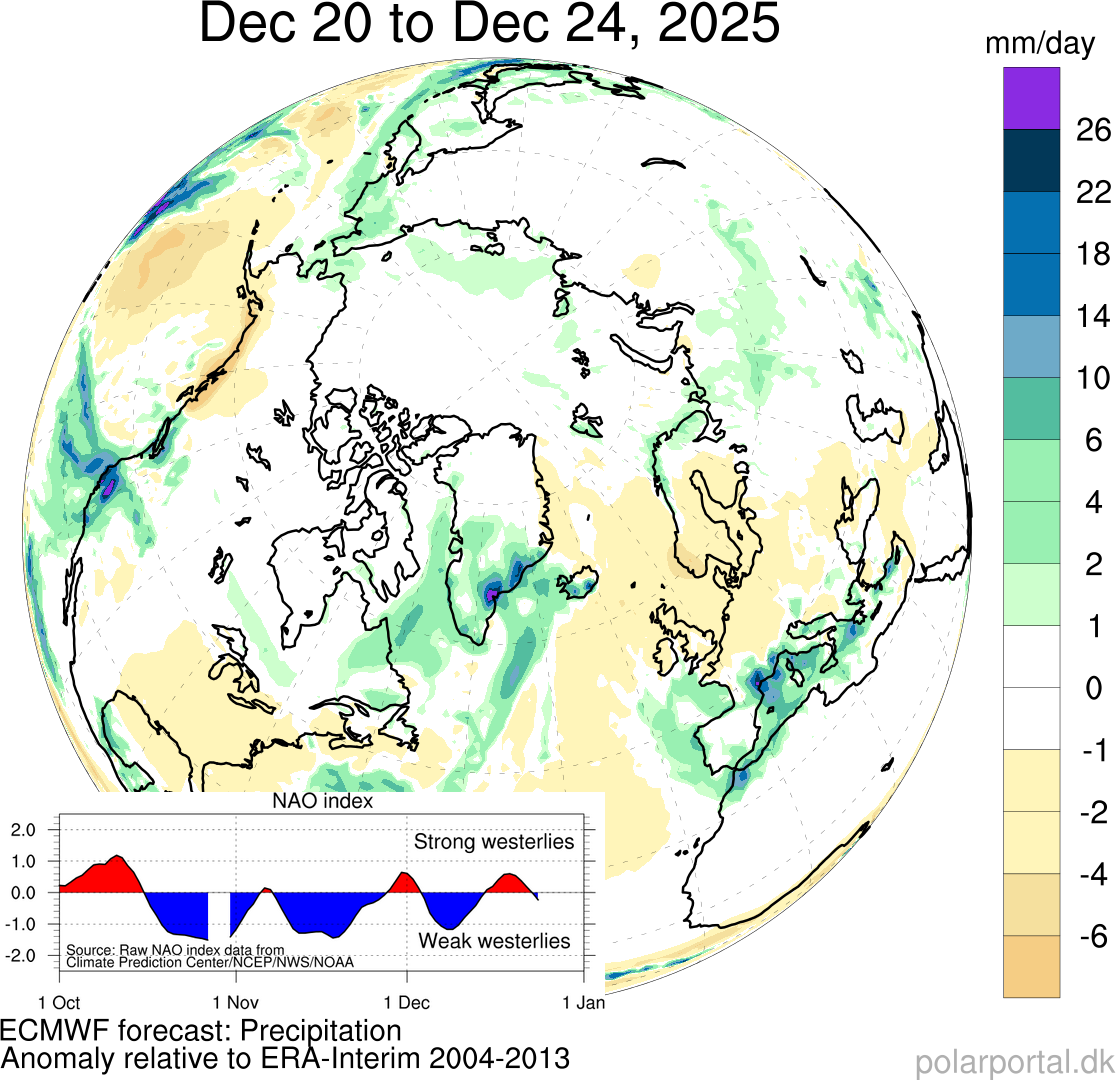 Dec 20 to Dec 24, 2025
mm/day
26
22
18
14
10
6
4
2
1
0
-1
-2
-4
-6
NAO index
2.0
1.0
0.0
-1.0
-2.0
Strong westerlies
Weak westerlies
Source: Raw NAO index data from
Climate Prediction Center/NCEP/NWS/NOAA
1 Oct 1 Nov 1 Dec 1 Jan
ECMWF forecast: Precipitation
Anomaly relative to ERA-Interim 2004-2013
polarportal.dk